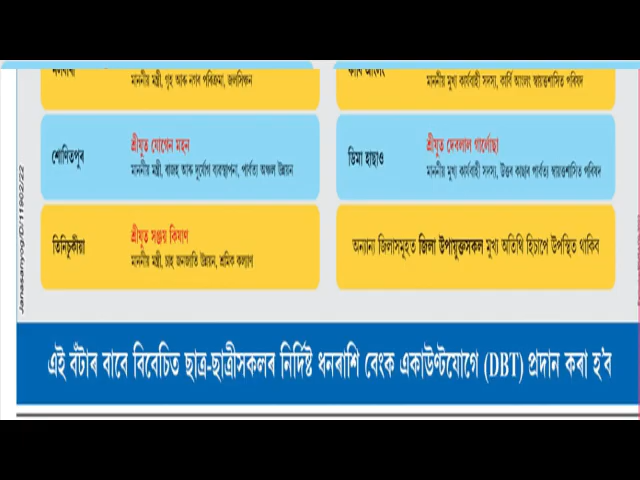 মাননীয় মন্ত্ৰী, গৃহ আৰু নগৰ পৰিক্ৰমা, জলসিঞ্চন
মাননীয় মুখ্য কাৰ্যবাহী সদস্য, কাৰ্বি আংলং স্বায়ত্তশাসিত পৰিষদ
শোণিতপুৰ
শ্ৰীযুত যোগেন মহন
মাননীয় মন্ত্ৰী, ৰাজহ আৰু দুৰ্যোগ ব্যৱস্থাপনা, পাৰ্বত্য অঞ্চল উন্নয়ন
ডিমা হাছাও
শ্ৰীযুত দেবলাল গাৰ্লোছা
মাননীয় মুখ্য কাৰ্যবাহী সদস্য, উত্তৰ কাছাৰ পাৰ্বত্য স্বায়ত্তশাসিত পৰিষদ
তিনিচুকীয়া
শ্ৰীযুত সঞ্জয় কিষাণ
মাননীয় মন্ত্ৰী, চাহ জনজাতি উন্নয়ন, শ্ৰমিক কল্যাণ
অন্যান্য জিলাসমূহত জিলা উপায়ুক্তসকল মুখ্য অতিথি হিচাপে উপস্থিত থাকিব
Janasanyog/D/11902/22
এই বঁটাৰ বাবে বিবেচিত ছাত্ৰ-ছাত্ৰীসকলৰ নিৰ্দিষ্ট ধনৰাশি বেংক একাউণ্টযোগে (DBT) প্ৰদান কৰা হ'ব